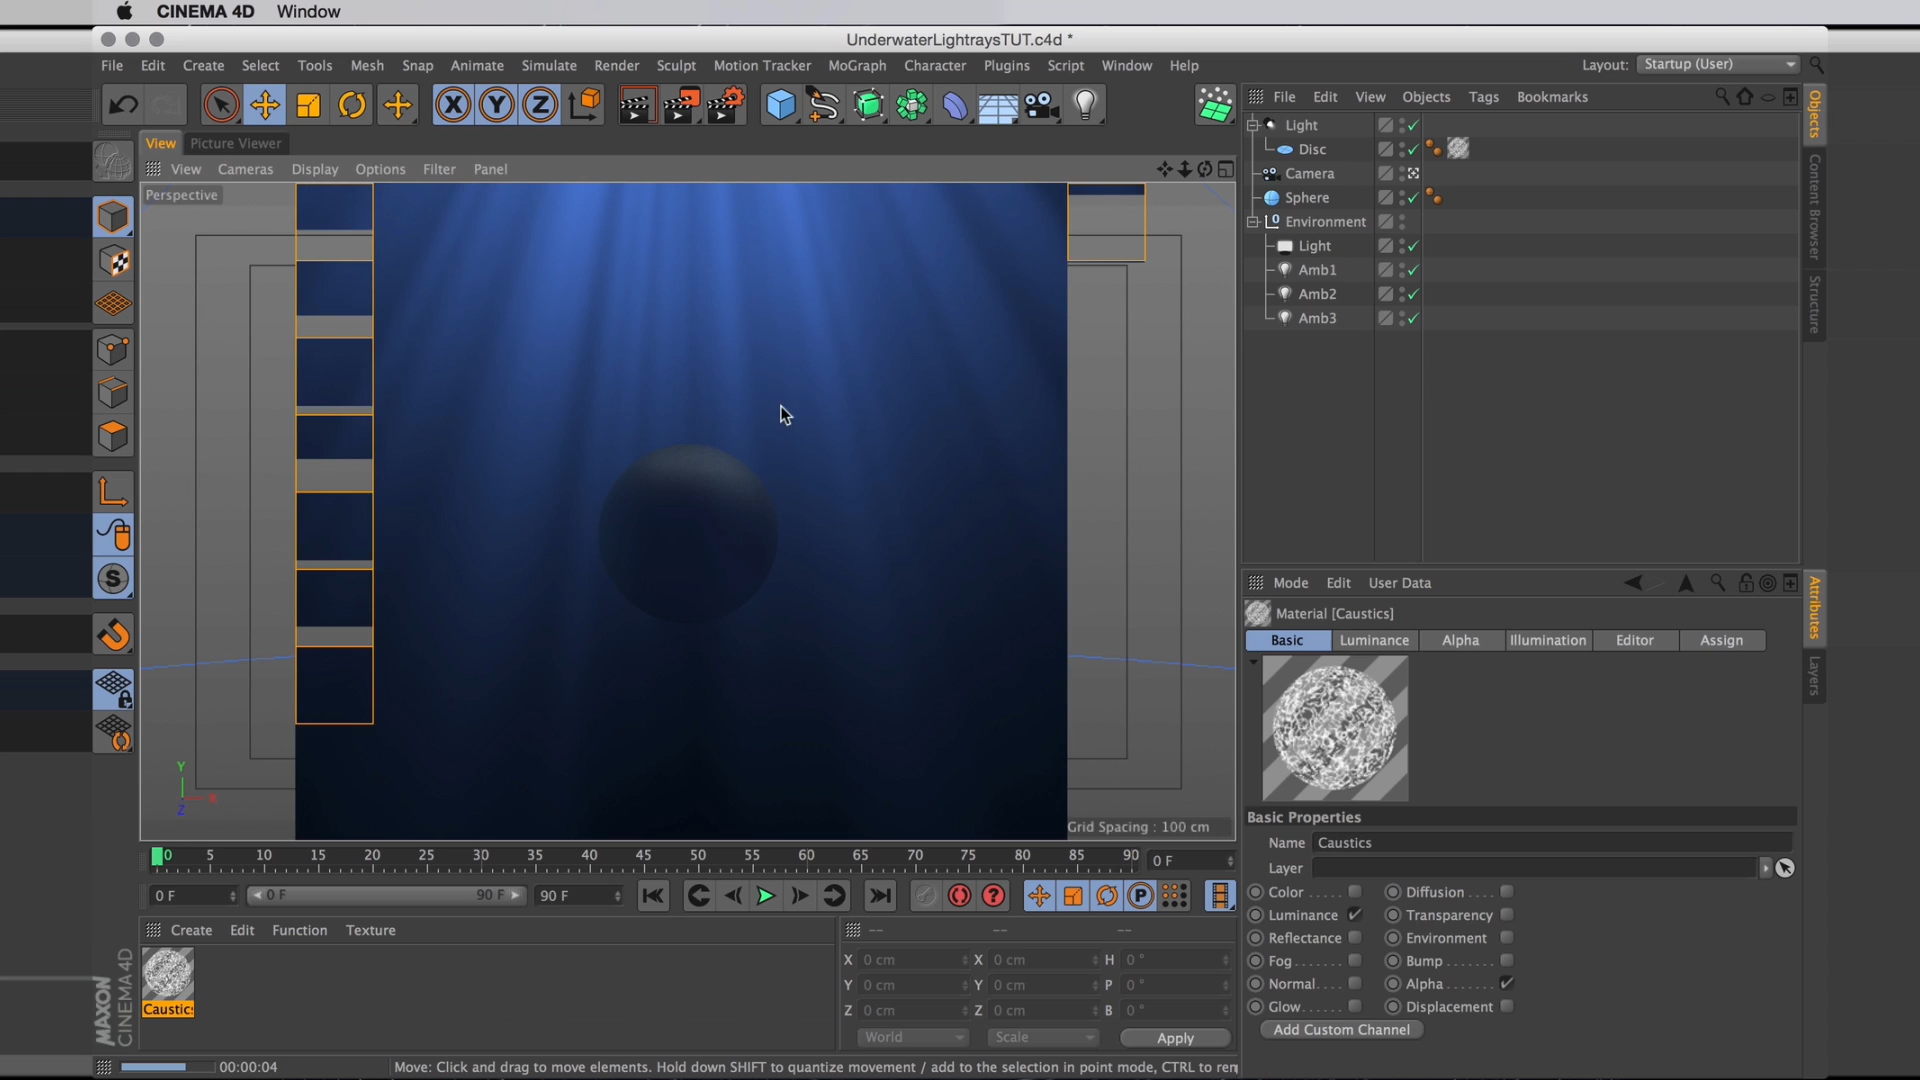 CINEMA 4D Window
UnderwaterLightraysTUT.c4d *
File Edit Create Select Tools Mesh Snap Animate Simulate Render Sculpt Motion Tracker MoGraph Character Plugins Script Window Help
Layout: Startup (User)
X Y Z
File Edit View Objects Tags Bookmarks
View Picture Viewer
View Cameras Display Options Filter Panel
Perspective
Light
Disc
Camera
Sphere
Environment
Light
Amb1
Amb2
Amb3
Objects
Content Browser
Structure
Mode Edit User Data
Material [Caustics]
Basic Luminance Alpha Illumination Editor Assign
Attributes
Layers
Basic Properties
Name Caustics
Layer
Color ..... Diffusion ....
Luminance Transparency
Reflectance Environment
Fog....... Bump .......
Normal.... Alpha .......
Glow...... Displacement
Add Custom Channel
Y
X
Z
Grid Spacing : 100 cm
0 5 10 15 20 25 30 35 40 45 50 55 60 65 70 75 80 85 90 0 F
0 F 0 F 90 F 90 F
Create Edit Function Texture
Caustics
-- -- --
X 0 cm X 0 cm H 0 °
Y 0 cm Y 0 cm P 0 °
Z 0 cm Z 0 cm B 0 °
World Scale Apply
MAXON
CINEMA 4D
00:00:04 Move: Click and drag to move elements. Hold down SHIFT to quantize movement / add to the selection in point mode, CTRL to ren